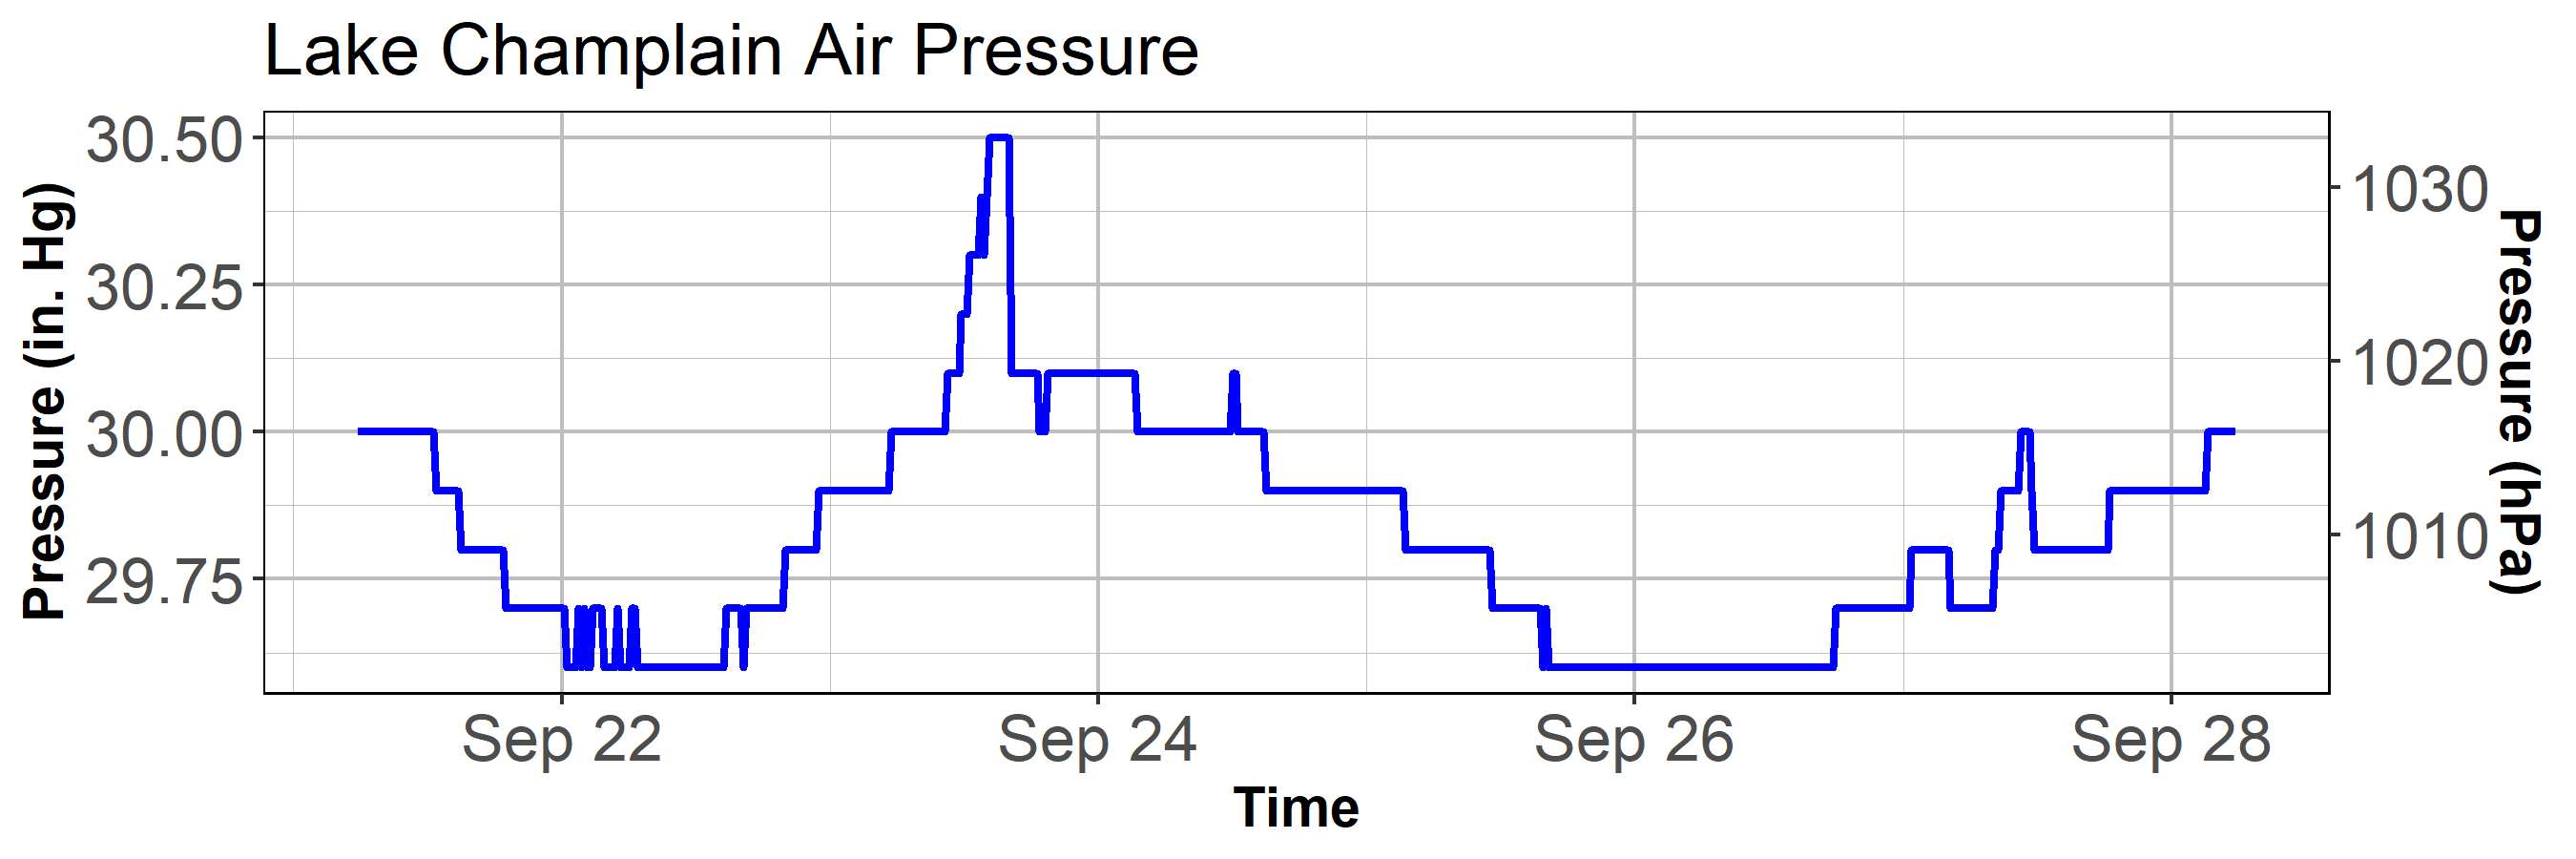 Lake Champlain Air Pressure
Pressure (in. Hg)
30.50
30.25
30.00
29.75
1030
1020
1010
Pressure (hPa)
Sep 22 Sep 24 Sep 26 Sep 28
Time